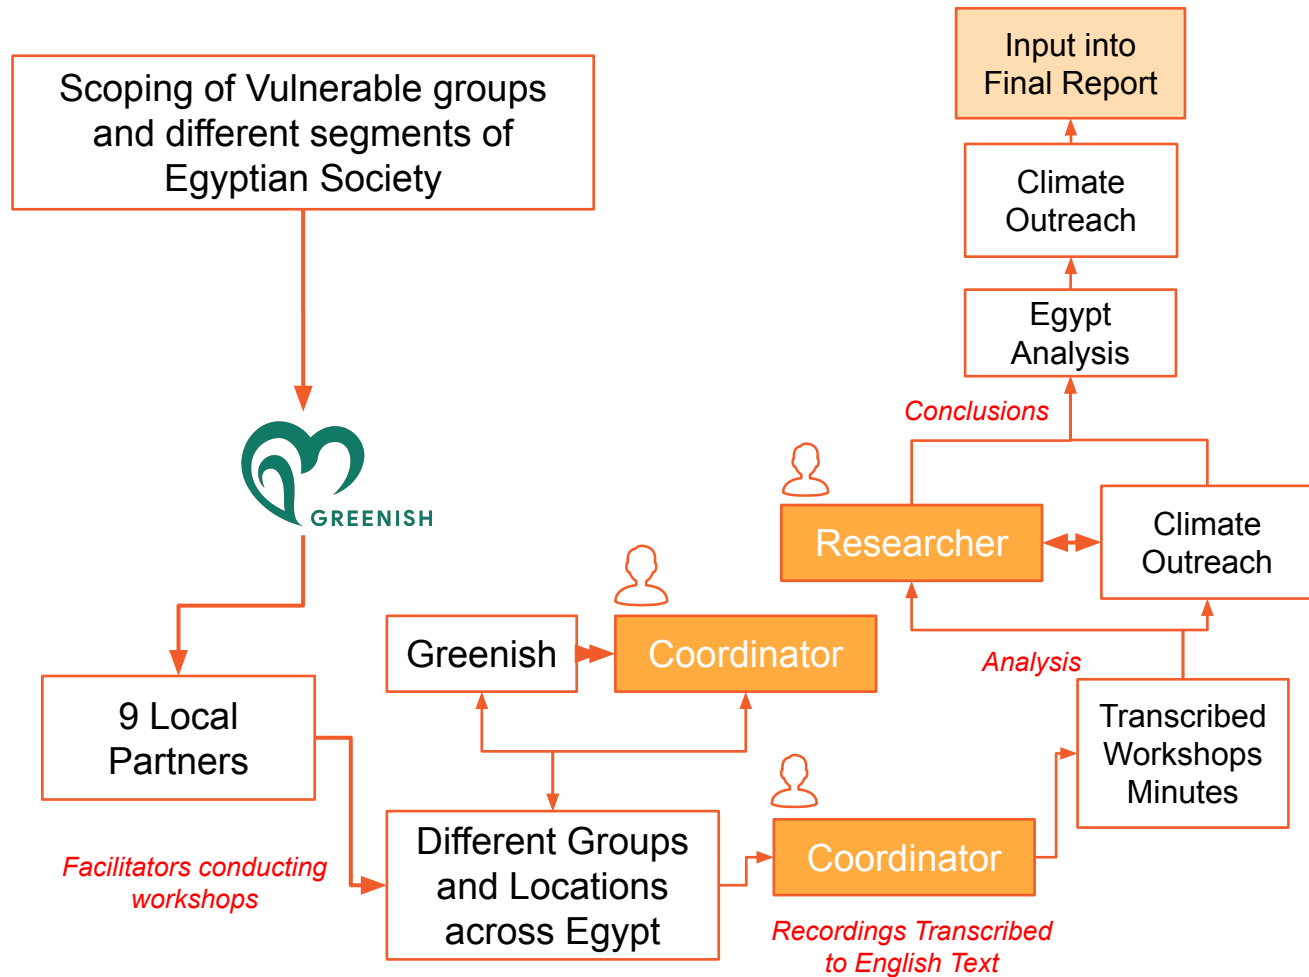 Scoping of Vulnerable groups
and different segments of
Egyptian Society
GREENISH
9 Local
Partners
Facilitators conducting
workshops
Greenish
Coordinator
Different Groups
and Locations
across Egypt
Coordinator
Recordings Transcribed
to English Text
Transcribed
Workshops
Minutes
Analysis
Researcher
Climate
Outreach
Conclusions
Egypt
Analysis
Climate
Outreach
Input into
Final Report